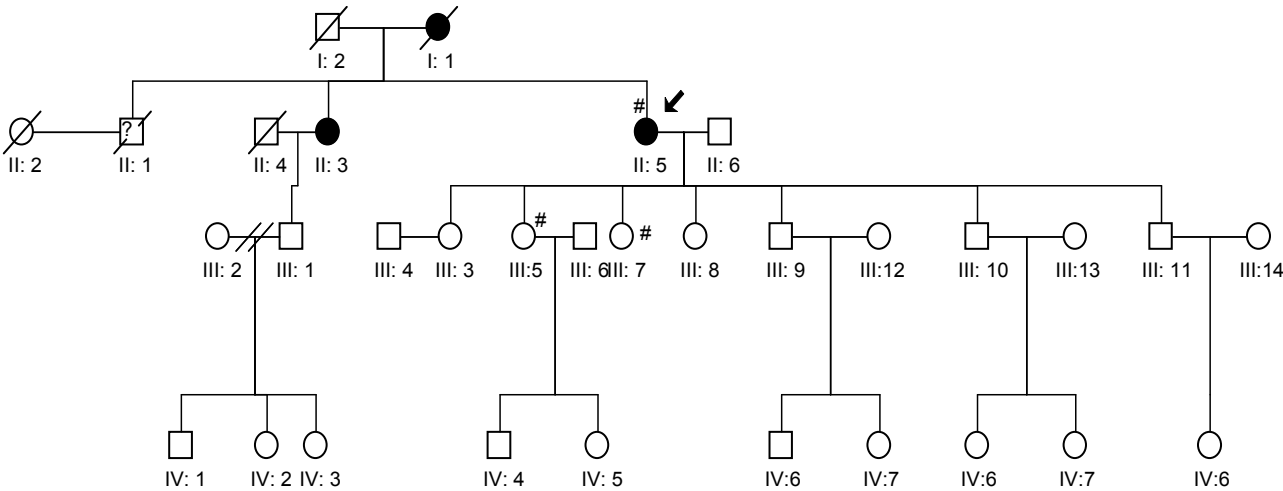 I: 2 I: 1
#
?
II: 2 II: 1 II: 4 II: 3 II: 5 II: 6
# #
III: 2 III: 1 III: 4 III: 3 III:5 III: 6 III: 7 III: 8 III: 9 III:12 III: 10 III:13 III: 11 III:14
IV: 1 IV: 2 IV: 3 IV: 4 IV: 5 IV:6 IV:7 IV:6 IV:7 IV:6